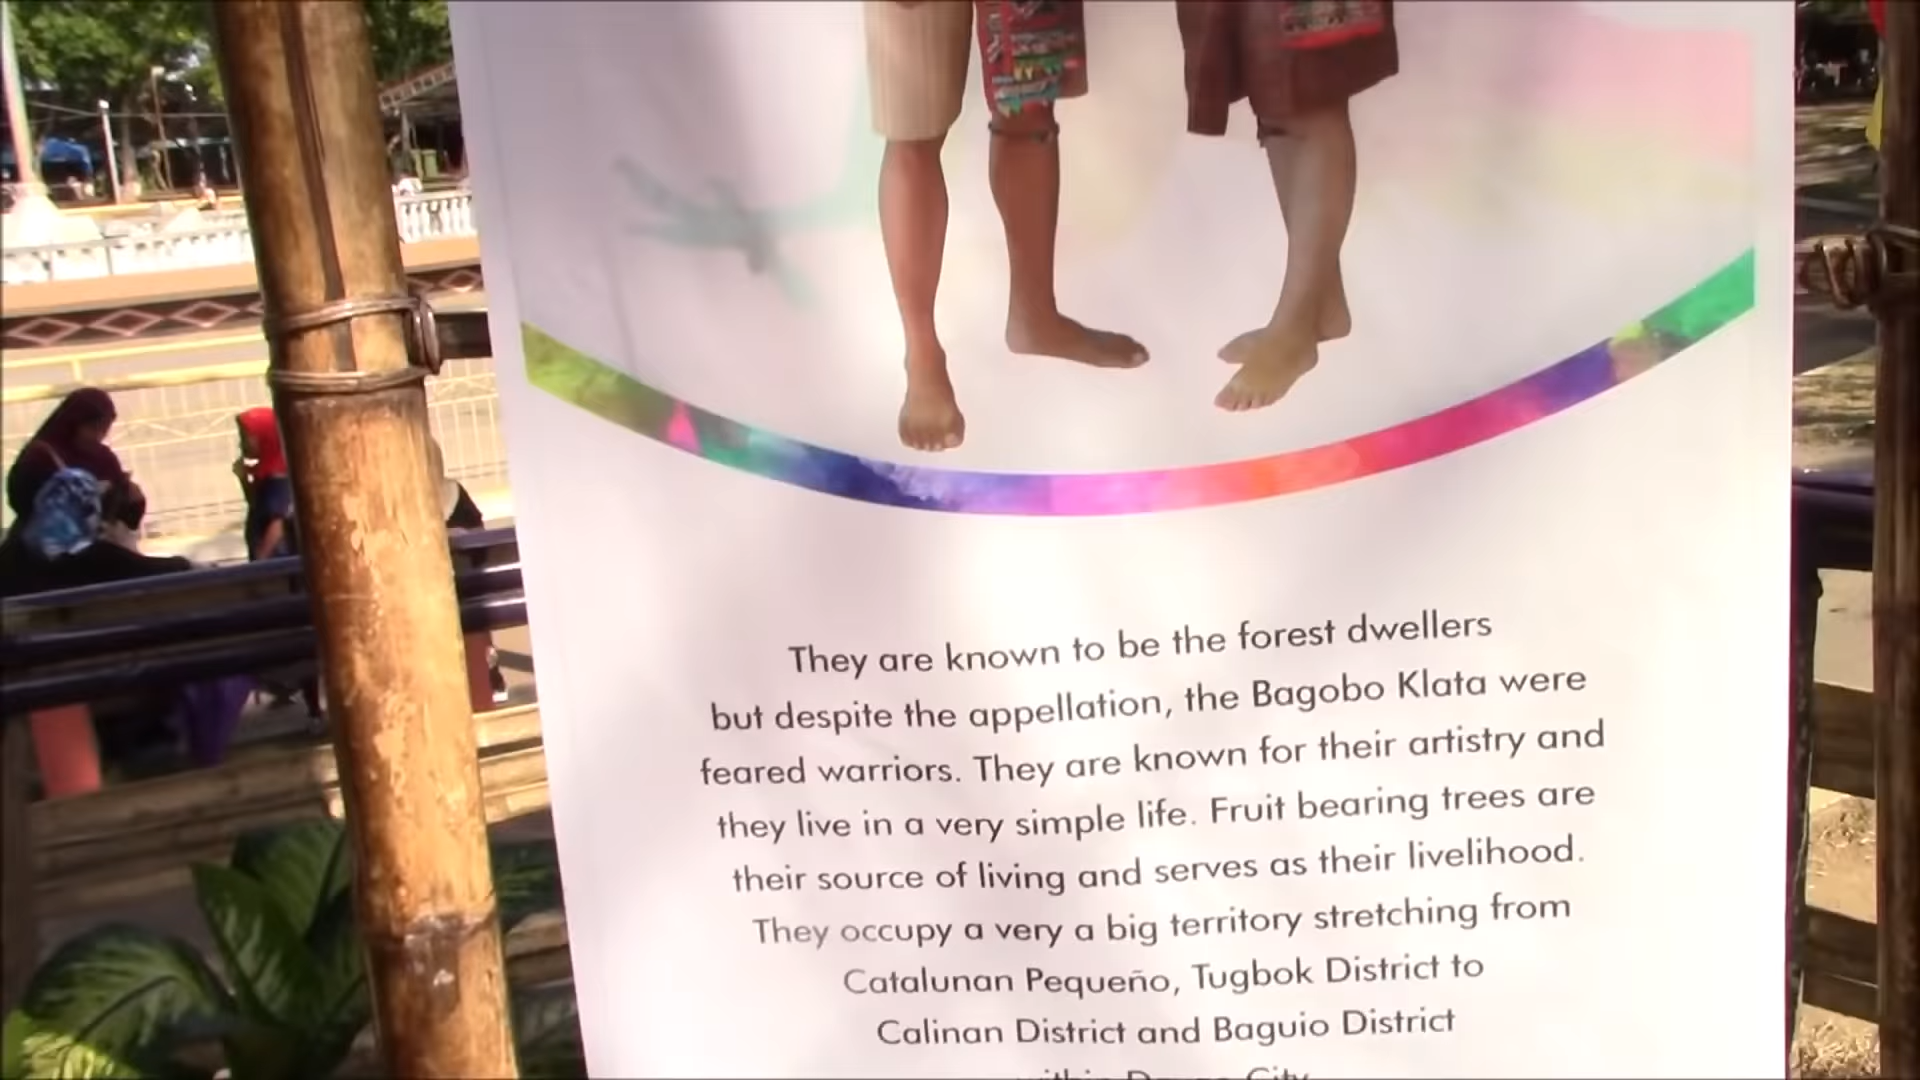 They are known to be the forest dwellers
but despite the appellation, the Bagobo Klata were
feared warriors. They are known for their artistry and
they live in a very simple life. Fruit bearing trees are
their source of living and serves as their livelihood.
They occupy a very a big territory stretching from
Catalunan Pequeño, Tugbok District to
Calinan District and Baguio District
City